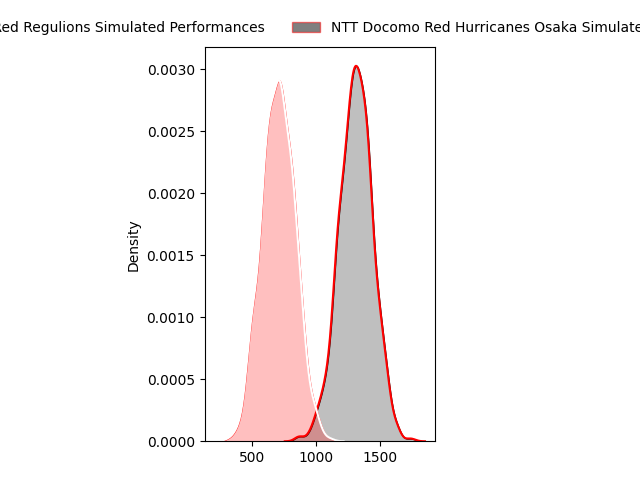 Red Regulions Simulated Performances
NTT Docomo Red Hurricanes Osaka Simulate
0.0030
0.0025
0.0020
0.0015
0.0010
0.0005
0.0000
Density
500 1000 1500